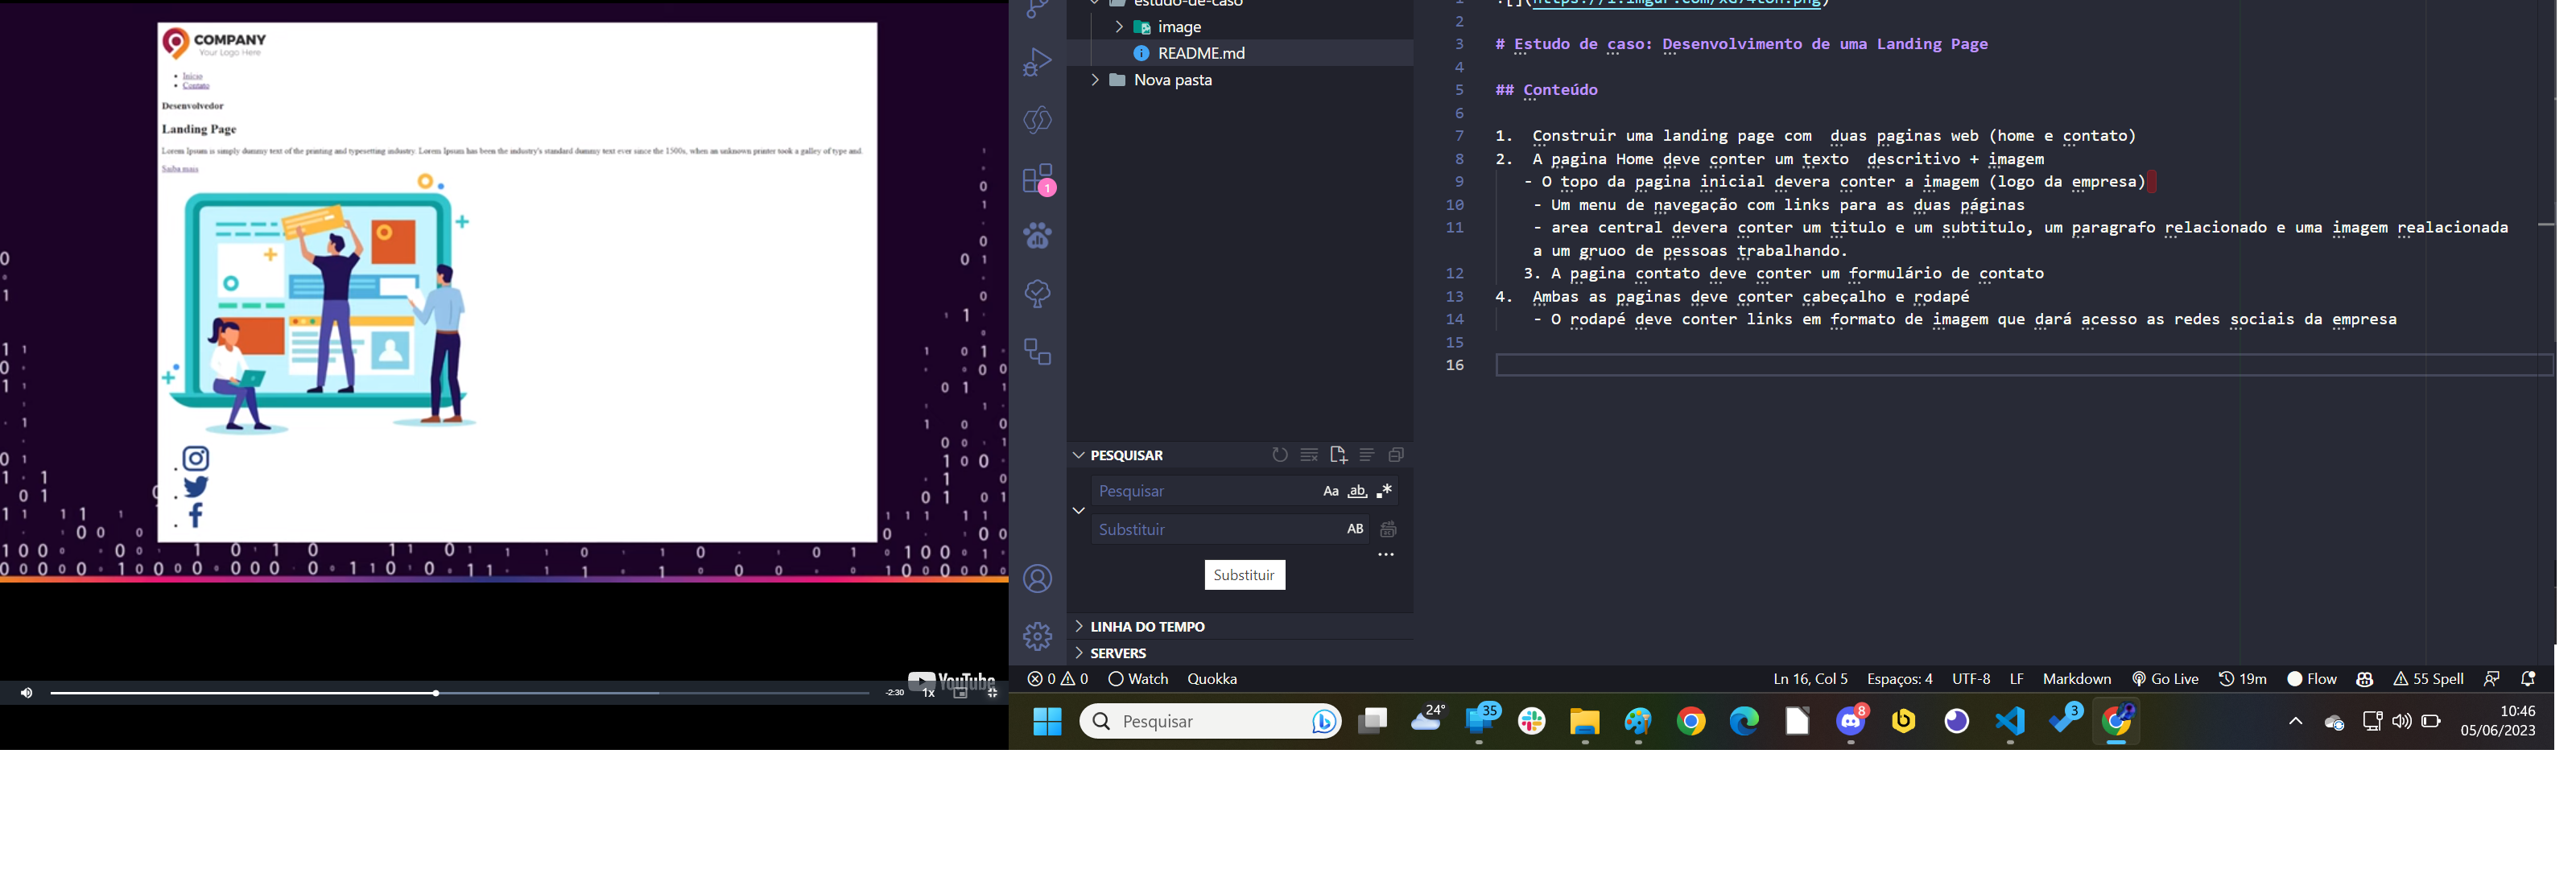 COMPANY
Your Logo Here
Inicio
Contato
Desenvolvedor
Landing Page
Lorem Ipsum is simply dummy text of the printing and typesetting industry. Lorem Ipsum has been the industry's standard dummy text ever since the 1500s, when an unknown printer took a galley of type and.
Saiba mais
-2:30
YouTube
1x
estudo-de-caso
image
README.md
Nova pasta
1
PESQUISAR
Pesquisar
Aa
ab
Substituir
AB
Substituir
LINHA DO TEMPO
SERVERS
1
2
3 # Estudo de caso: Desenvolvimento de uma Landing Page
4
5 ## Conteúdo
6
7 1. Construir uma landing page com duas paginas web (home e contato)
8 2. A pagina Home deve conter um texto descritivo + imagem
9 - O topo da pagina inicial devera conter a imagem (logo da empresa)
10 - Um menu de navegação com links para as duas páginas
11 - area central devera conter um titulo e um subtitulo, um paragrafo relacionado e uma imagem realacionada
a um gruoo de pessoas trabalhando.
12 3. A pagina contato deve conter um formulário de contato
13 4. Ambas as paginas deve conter cabeçalho e rodapé
14 - O rodapé deve conter links em formato de imagem que dará acesso as redes sociais da empresa
15
16
0 0 Watch Quokka Ln 16, Col 5 Espaços: 4 UTF-8 LF Markdown Go Live 19m Flow 55 Spell
Pesquisar 24° 35 8 3 10:46
05/06/2023